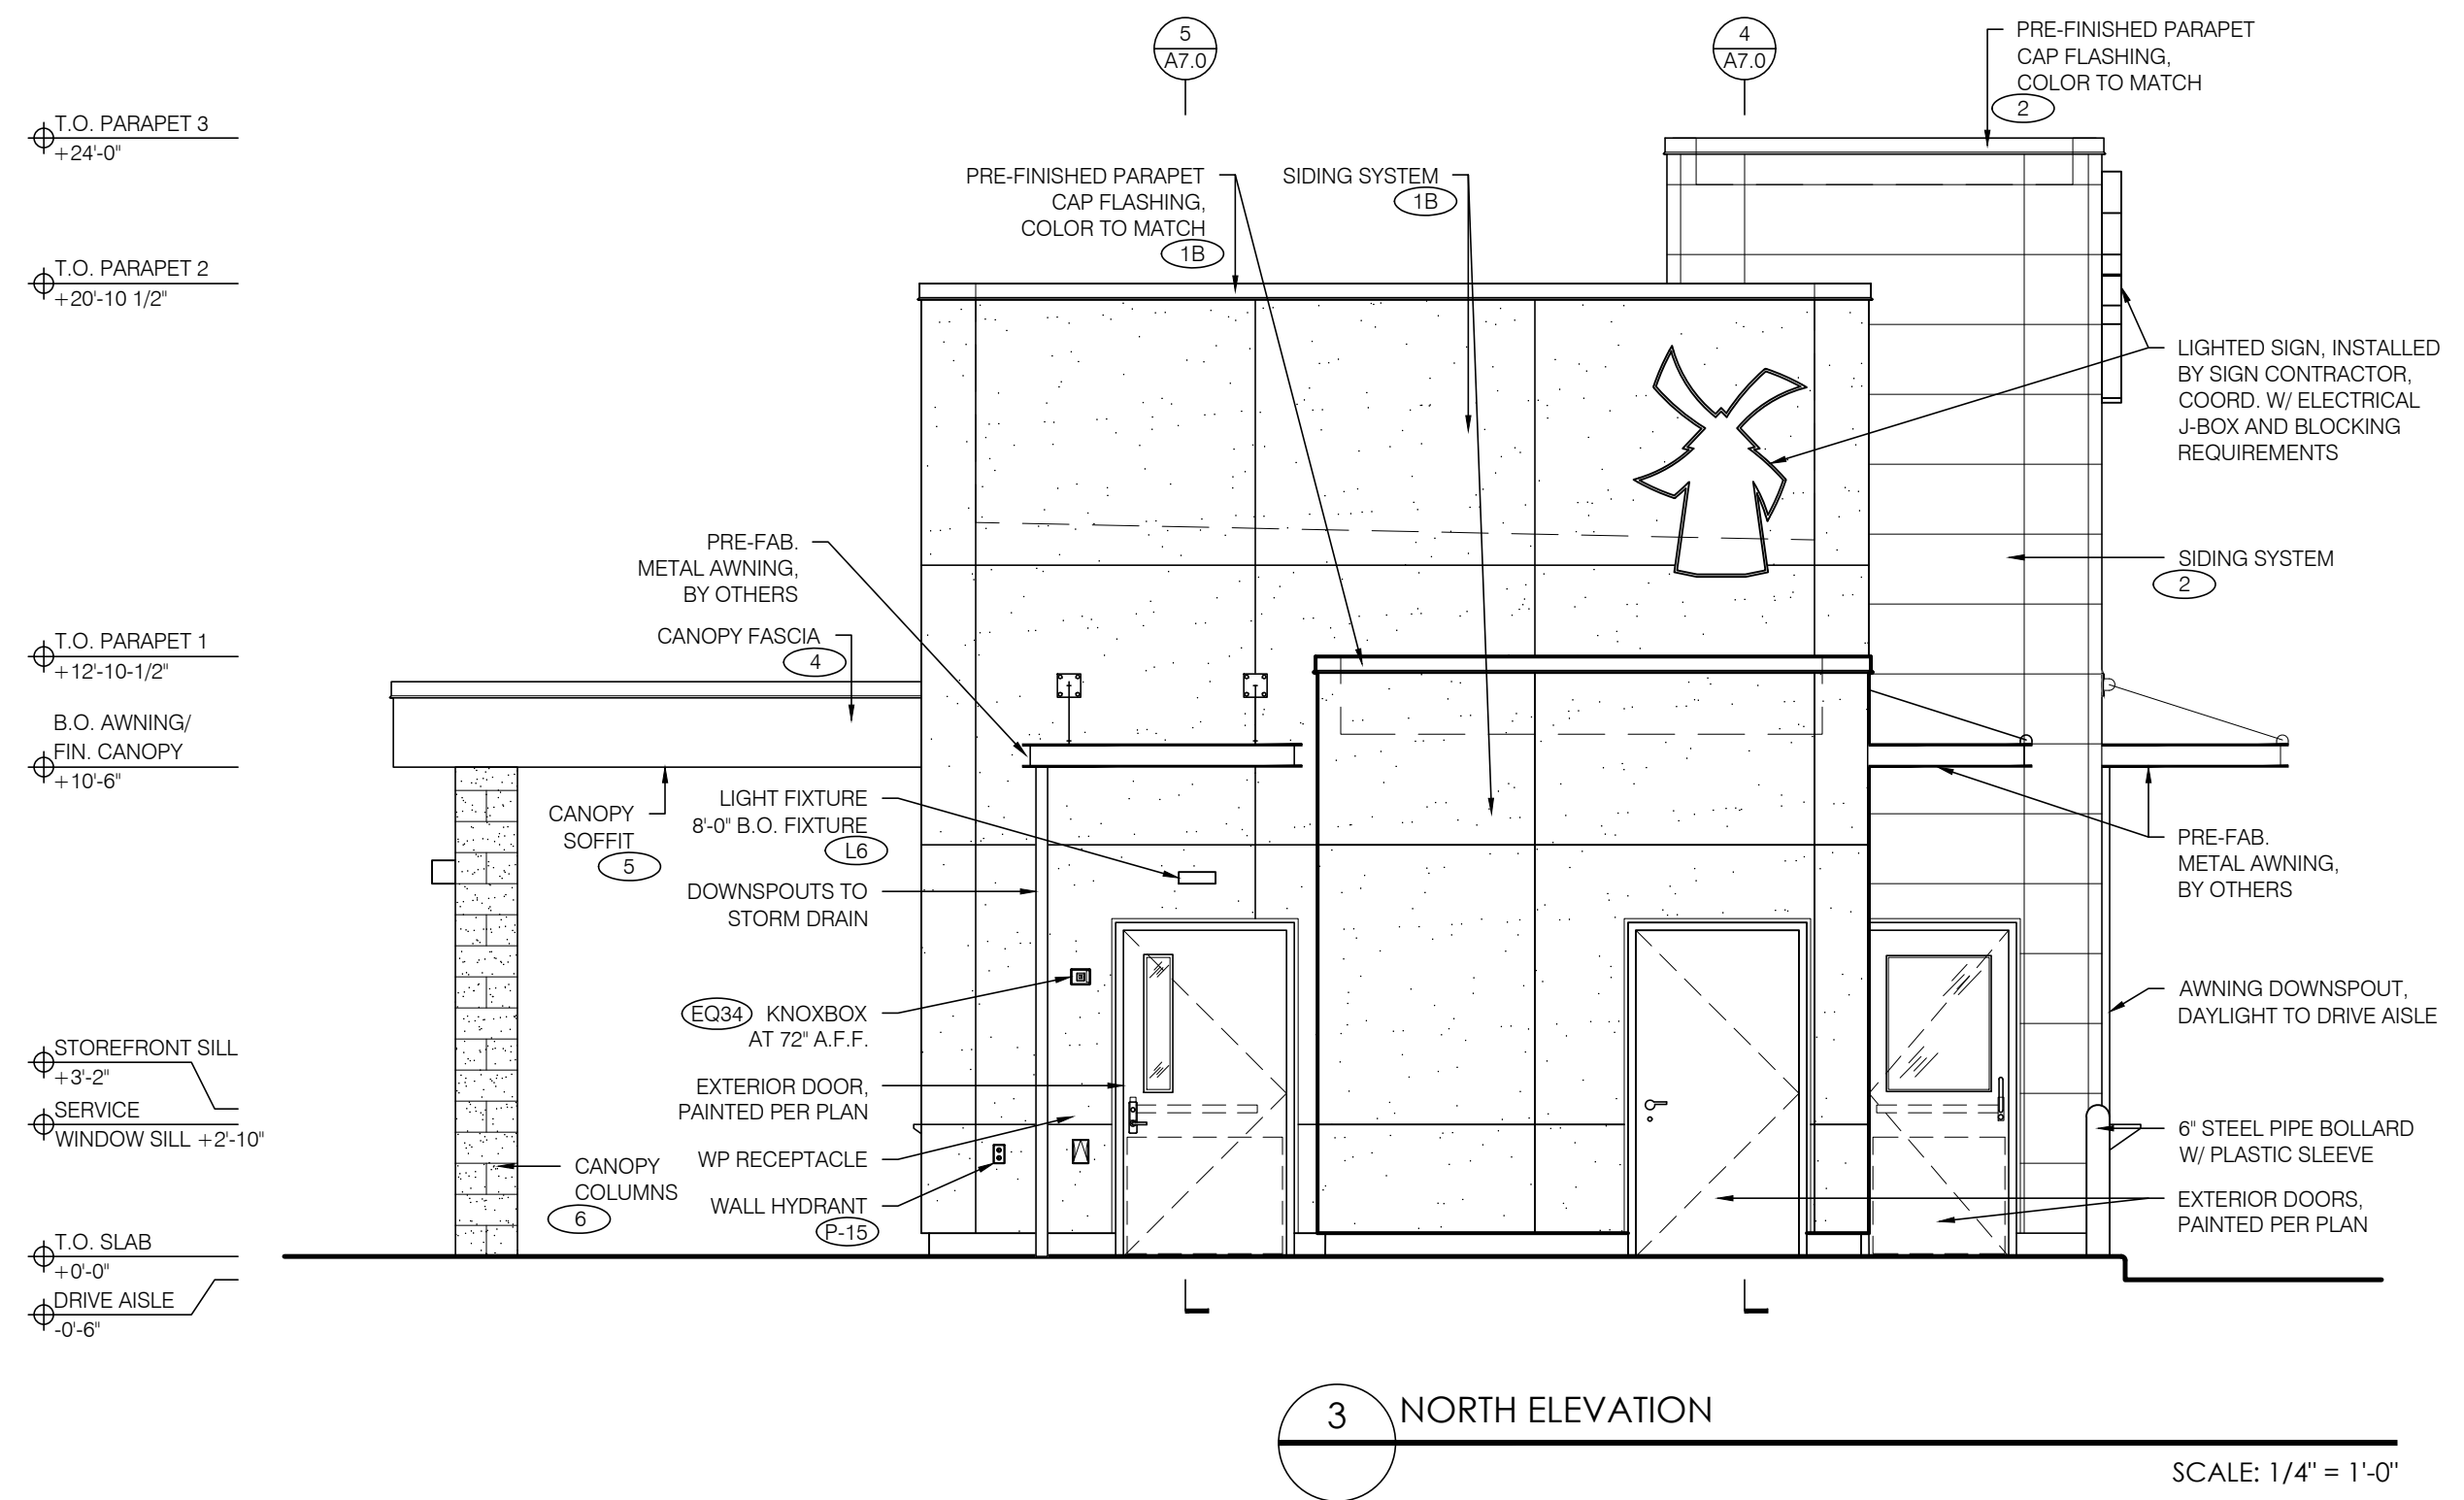 5
A7.0
4
A7.0
PRE-FINISHED PARAPET
CAP FLASHING,
COLOR TO MATCH
2
T.O. PARAPET 3
+24'-0"
PRE-FINISHED PARAPET
CAP FLASHING,
COLOR TO MATCH
1B
SIDING SYSTEM
1B
T.O. PARAPET 2
+20'-10 1/2"
LIGHTED SIGN, INSTALLED
BY SIGN CONTRACTOR,
COORD. W/ ELECTRICAL
J-BOX AND BLOCKING
REQUIREMENTS
PRE-FAB.
METAL AWNING,
BY OTHERS
SIDING SYSTEM
2
CANOPY FASCIA
4
T.O. PARAPET 1
+12'-10-1/2"
B.O. AWNING/
FIN. CANOPY
+10'-6"
CANOPY
SOFFIT
5
LIGHT FIXTURE
8'-0" B.O. FIXTURE
L6
PRE-FAB.
METAL AWNING,
BY OTHERS
DOWNSPOUTS TO
STORM DRAIN
EQ34 KNOXBOX
AT 72" A.F.F.
AWNING DOWNSPOUT,
DAYLIGHT TO DRIVE AISLE
STOREFRONT SILL
+3'-2"
SERVICE
WINDOW SILL +2'-10"
EXTERIOR DOOR,
PAINTED PER PLAN
6" STEEL PIPE BOLLARD
W/ PLASTIC SLEEVE
CANOPY
COLUMNS
6
WP RECEPTACLE
WALL HYDRANT
P-15
EXTERIOR DOORS,
PAINTED PER PLAN
T.O. SLAB
+0'-0"
DRIVE AISLE
-0'-6"
3
NORTH ELEVATION
SCALE: 1/4" = 1'-0"